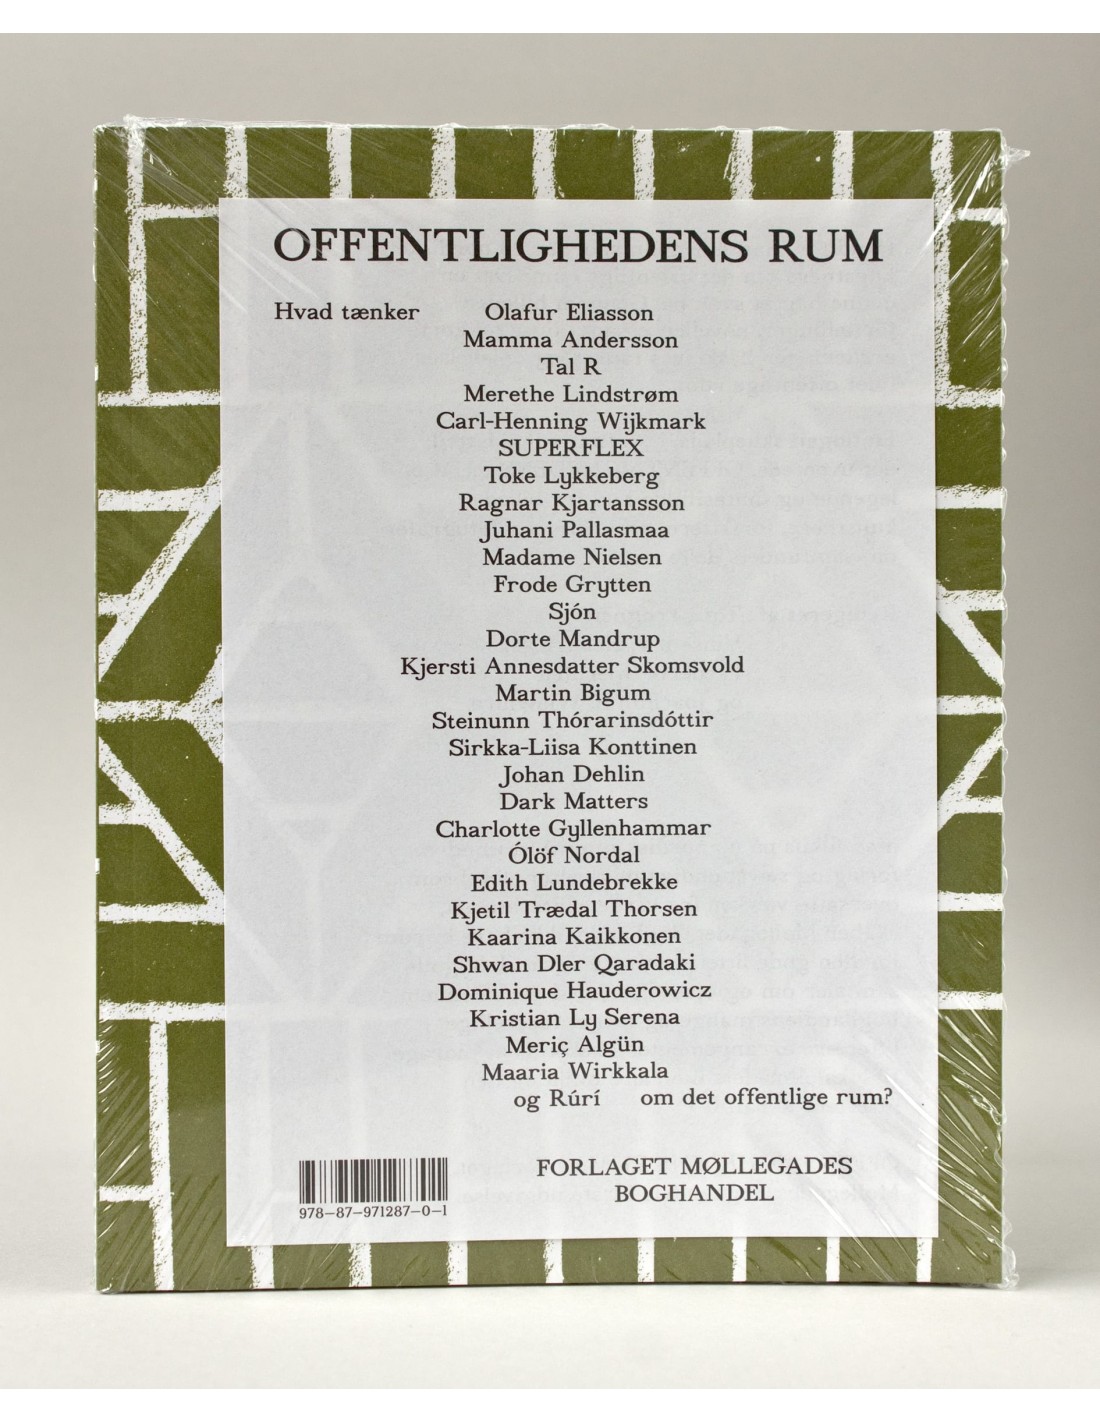 OFFENTLIGHEDENS RUM
Hvad tænker Olafur Eliasson
Mamma Andersson
Tal R
Merethe Lindstrøm
Carl-Henning Wijkmark
SUPERFLEX
Toke Lykkeberg
Ragnar Kjartansson
Juhani Pallasmaa
Madame Nielsen
Frode Grytten
Sjón
Dorte Mandrup
Kjersti Annesdatter Skomsvold
Martin Bigum
Steinunn Thórarinsdóttir
Sirkka-Liisa Konttinen
Johan Dehlin
Dark Matters
Charlotte Gyllenhammar
Ólöf Nordal
Edith Lundebrekke
Kjetil Trædal Thorsen
Kaarina Kaikkonen
Shwan Dler Qaradaki
Dominique Hauderowicz
Kristian Ly Serena
Meriç Algün
Maaria Wirkkala
og Rúrí om det offentlige rum?
FORLAGET MØLLEGADES
BOGHANDEL
978-87-971287-0-1